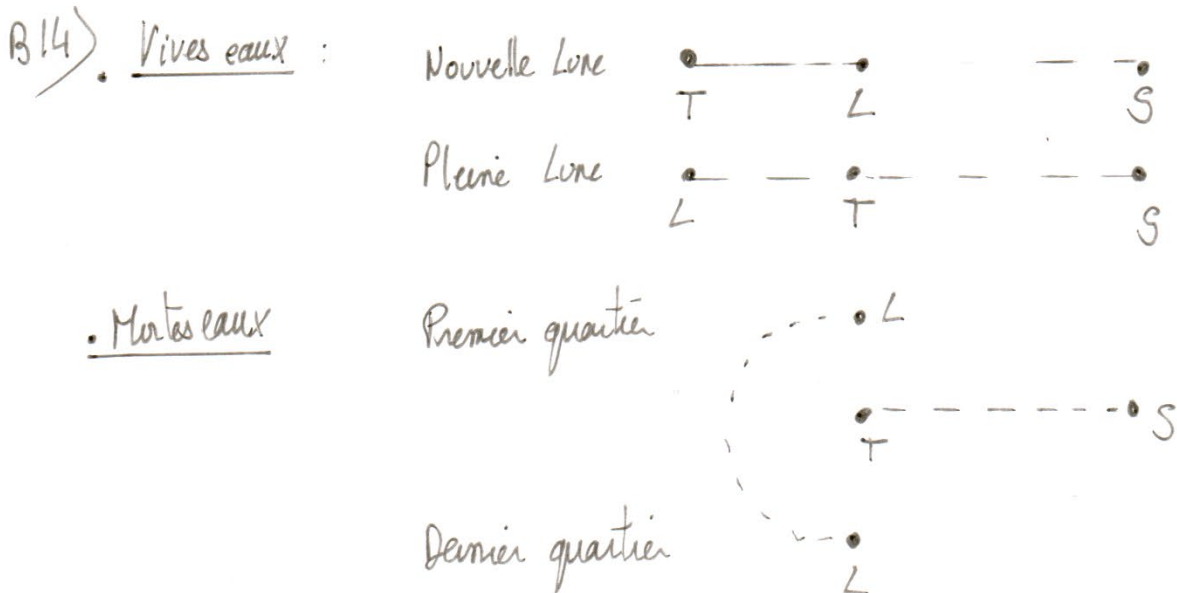 B14) . Vives eaux : Nouvelle Lune
T L S
Pleine Lune
L T S
. Mortes eaux Premier quartier
L
T S
Dernier quartier
L